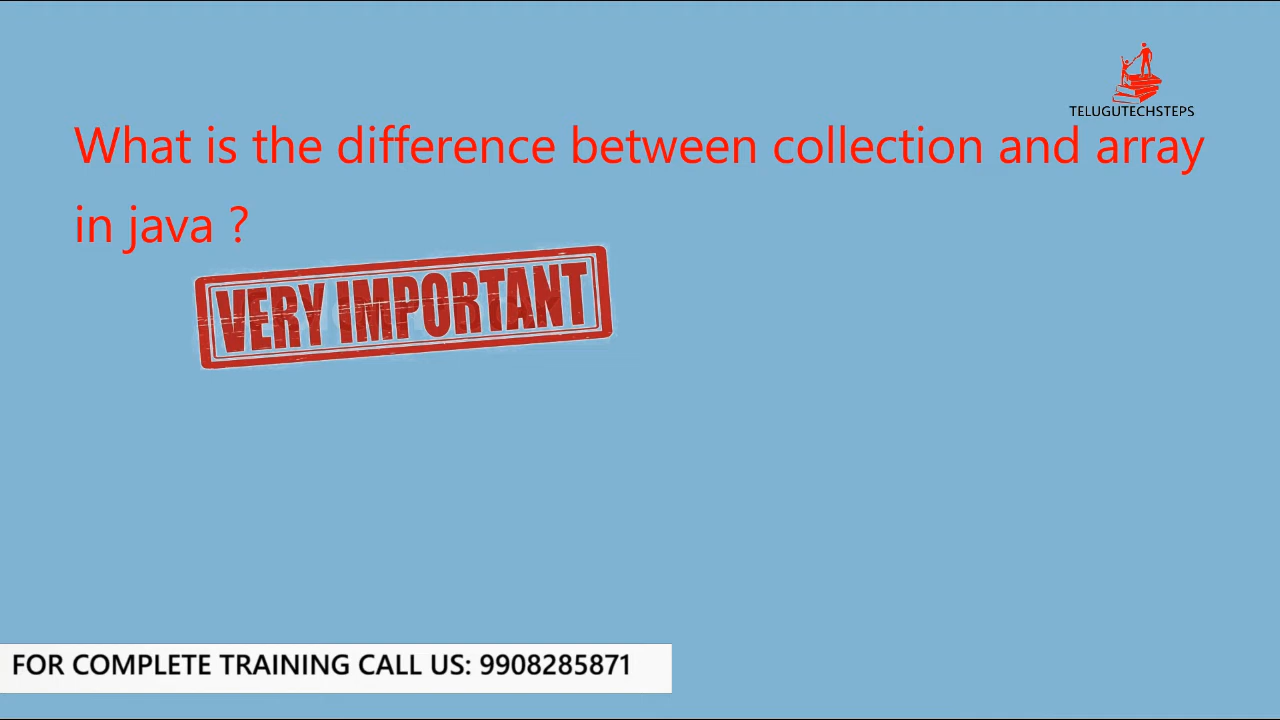 TELUGUTECHSTEPS
What is the difference between collection and array
in java ?
VERY IMPORTANT
FOR COMPLETE TRAINING CALL US: 9908285871